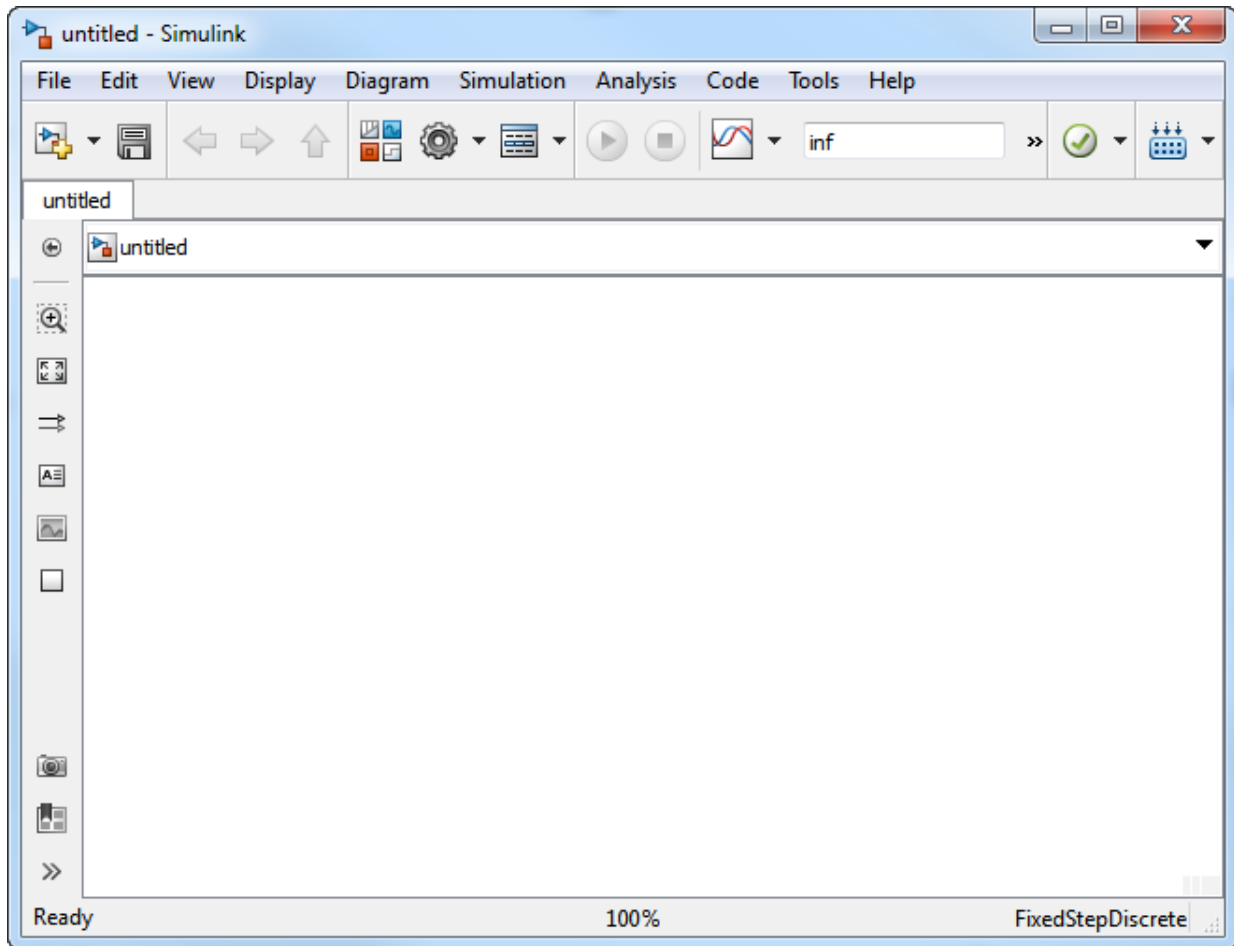 untitled - Simulink
File Edit View Display Diagram Simulation Analysis Code Tools Help
inf
untitled
untitled
Ready 100% FixedStepDiscrete